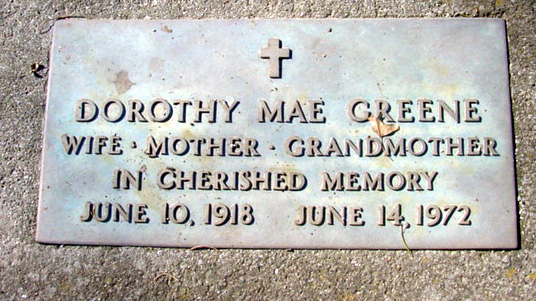 DOROTHY MAE GREENE
WIFE · MOTHER · GRANDMOTHER
IN CHERISHED MEMORY
JUNE 10, 1918 JUNE 14, 1972